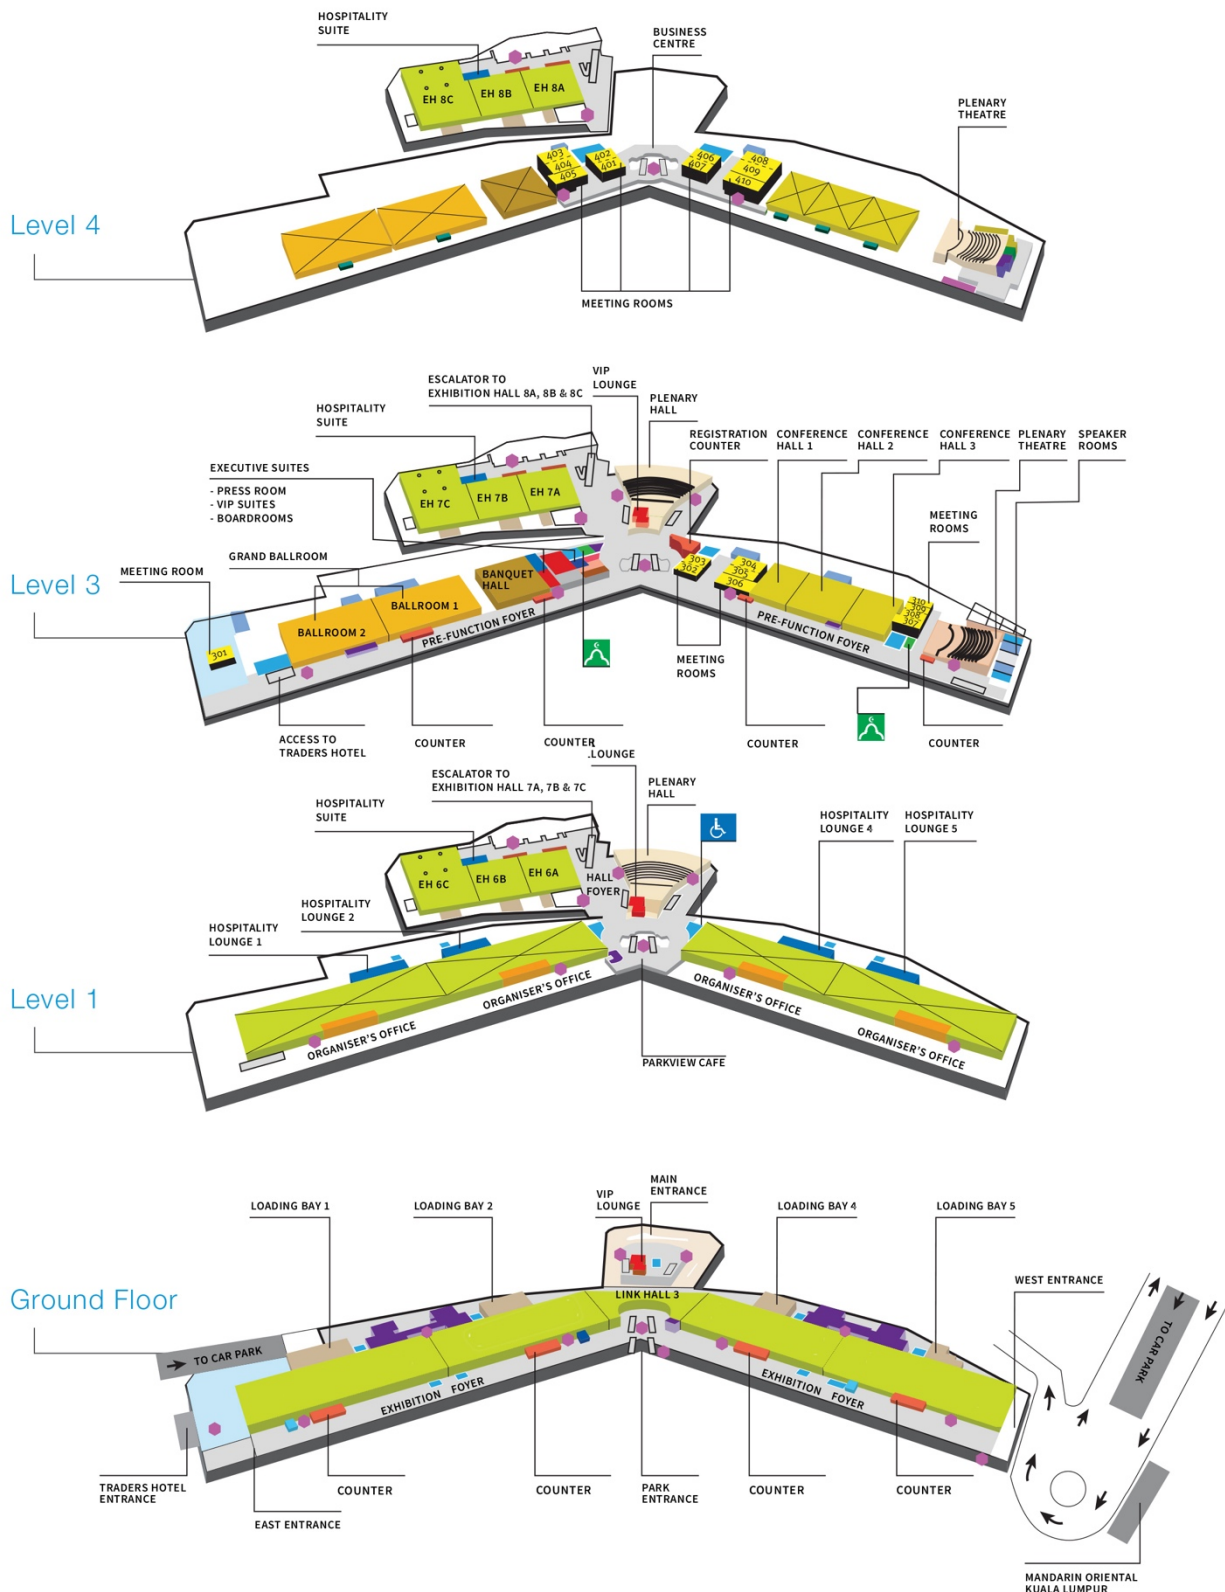 HOSPITALITY
SUITE
BUSINESS
CENTRE
EH 8C
EH 8B
EH 8A
PLENARY
THEATRE
403
404
405
402
401
406
407
408
409
410
Level 4
MEETING ROOMS
ESCALATOR TO
EXHIBITION HALL 8A, 8B & 8C
VIP
LOUNGE
PLENARY
HALL
HOSPITALITY
SUITE
REGISTRATION
COUNTER
CONFERENCE
HALL 1
CONFERENCE
HALL 2
CONFERENCE
HALL 3
PLENARY
THEATRE
SPEAKER
ROOMS
EXECUTIVE SUITES
- PRESS ROOM
- VIP SUITES
- BOARDROOMS
EH 7C
EH 7B
EH 7A
MEETING
ROOMS
GRAND BALLROOM
MEETING ROOM
Level 3
BANQUET
HALL
BALLROOM 1
BALLROOM 2
301
303
302
304
305
306
310
309
308
307
PRE-FUNCTION FOYER
PRE-FUNCTION FOYER
MEETING
ROOMS
ACCESS TO
TRADERS HOTEL
COUNTER
COUNTER
COUNTER
COUNTER
LOUNGE
ESCALATOR TO
EXHIBITION HALL 7A, 7B & 7C
PLENARY
HALL
HOSPITALITY
SUITE
HOSPITALITY
LOUNGE 4
HOSPITALITY
LOUNGE 5
EH 6C
EH 6B
EH 6A
HALL
FOYER
HOSPITALITY
LOUNGE 2
HOSPITALITY
LOUNGE 1
Level 1
ORGANISER'S OFFICE
ORGANISER'S OFFICE
ORGANISER'S OFFICE
ORGANISER'S OFFICE
PARKVIEW CAFE
LOADING BAY 1
LOADING BAY 2
VIP
LOUNGE
MAIN
ENTRANCE
LOADING BAY 4
LOADING BAY 5
WEST ENTRANCE
Ground Floor
LINK HALL 3
TO CAR PARK
TO CAR PARK
EXHIBITION FOYER
EXHIBITION FOYER
TRADERS HOTEL
ENTRANCE
COUNTER
COUNTER
PARK
ENTRANCE
COUNTER
COUNTER
EAST ENTRANCE
MANDARIN ORIENTAL
KUALA LUMPUR